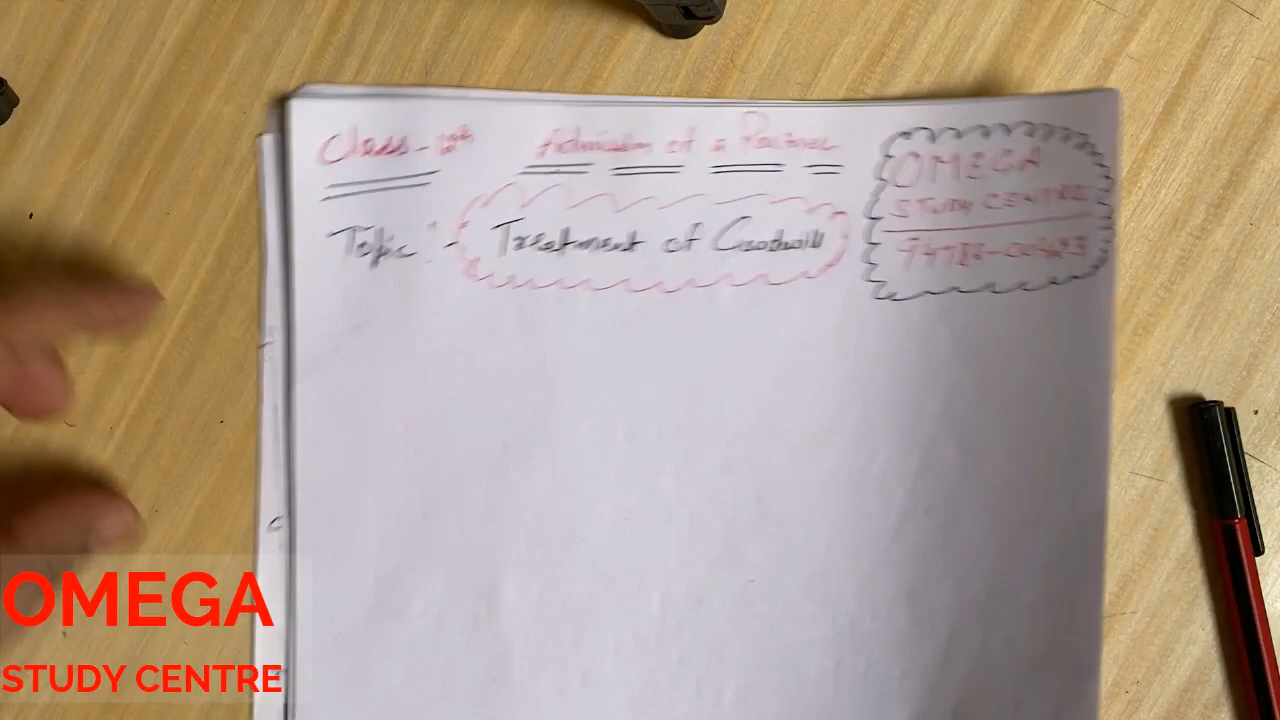 Class-12th
Admission of a Partner
Topic:- Treatment of Goodwill
OMEGA
STUDY CENTRE
OMEGA
STUDY CENTRE